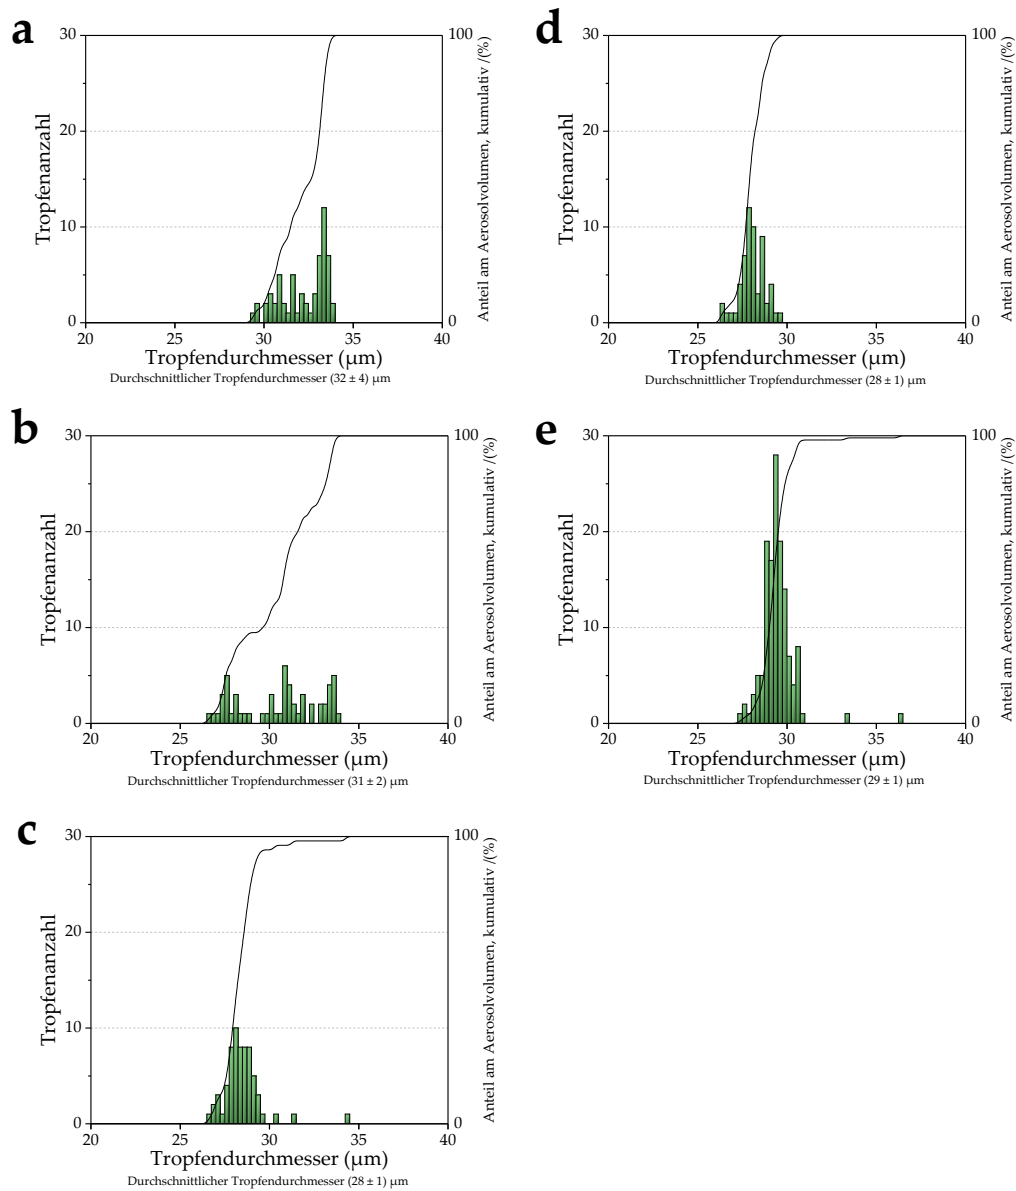 a
30
20
10
0
Tropfenanzahl
100
0
Anteil am Aerosolvolumen, kumulativ /(%)
20 25 30 35 40
Tropfendurchmesser (µm)
Durchschnittlicher Tropfendurchmesser (32 ± 4) µm
d
30
20
10
0
Tropfenanzahl
100
0
Anteil am Aerosolvolumen, kumulativ /(%)
20 25 30 35 40
Tropfendurchmesser (µm)
Durchschnittlicher Tropfendurchmesser (28 ± 1) µm
b
30
20
10
0
Tropfenanzahl
100
0
Anteil am Aerosolvolumen, kumulativ /(%)
20 25 30 35 40
Tropfendurchmesser (µm)
Durchschnittlicher Tropfendurchmesser (31 ± 2) µm
e
30
20
10
0
Tropfenanzahl
100
0
Anteil am Aerosolvolumen, kumulativ /(%)
20 25 30 35 40
Tropfendurchmesser (µm)
Durchschnittlicher Tropfendurchmesser (29 ± 1) µm
c
30
20
10
0
Tropfenanzahl
100
0
Anteil am Aerosolvolumen, kumulativ /(%)
20 25 30 35 40
Tropfendurchmesser (µm)
Durchschnittlicher Tropfendurchmesser (28 ± 1) µm